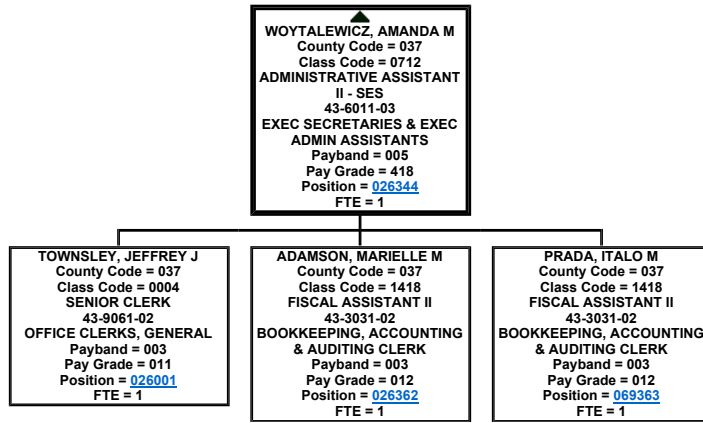 WOYTALEWICZ, AMANDA M
County Code = 037
Class Code = 0712
ADMINISTRATIVE ASSISTANT
II - SES
43-6011-03
EXEC SECRETARIES & EXEC
ADMIN ASSISTANTS
Payband = 005
Pay Grade = 418
Position = 026344
FTE = 1
TOWNSLEY, JEFFREY J
County Code = 037
Class Code = 0004
SENIOR CLERK
43-9061-02
OFFICE CLERKS, GENERAL
Payband = 003
Pay Grade = 011
Position = 026001
FTE = 1
ADAMSON, MARIELLE M
County Code = 037
Class Code = 1418
FISCAL ASSISTANT II
43-3031-02
BOOKKEEPING, ACCOUNTING
& AUDITING CLERK
Payband = 003
Pay Grade = 012
Position = 026362
FTE = 1
PRADA, ITALO M
County Code = 037
Class Code = 1418
FISCAL ASSISTANT II
43-3031-02
BOOKKEEPING, ACCOUNTING
& AUDITING CLERK
Payband = 003
Pay Grade = 012
Position = 069363
FTE = 1